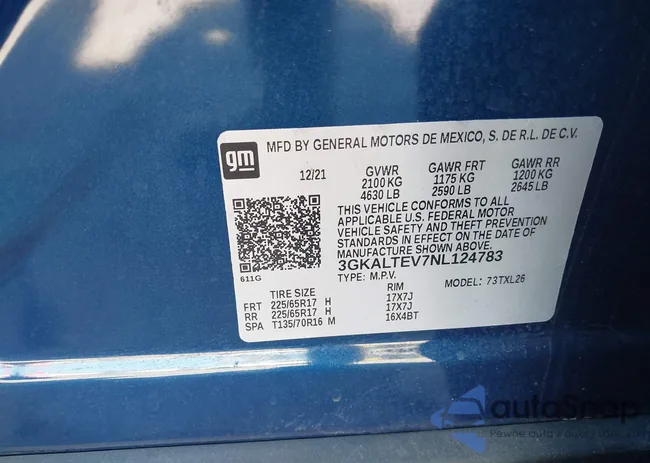 gm
MFD BY GENERAL MOTORS DE MEXICO, S. DE R.L. DE C.V.
12/21 GVWR GAWR FRT GAWR RR
2100 KG 1175 KG 1200 KG
4630 LB 2590 LB 2645 LB
THIS VEHICLE CONFORMS TO ALL
APPLICABLE U.S. FEDERAL MOTOR
VEHICLE SAFETY AND THEFT PREVENTION
STANDARDS IN EFFECT ON THE DATE OF
MANUFACTURE SHOWN ABOVE.
3GKALTEV7NL124783
611G
TYPE: M.P.V. MODEL: 73TXL26
TIRE SIZE RIM
FRT 225/65R17 H 17X7J
RR 225/65R17 H 17X7J
SPA T135/70R16 M 16X4BT
autoSnap
Pewne auta z